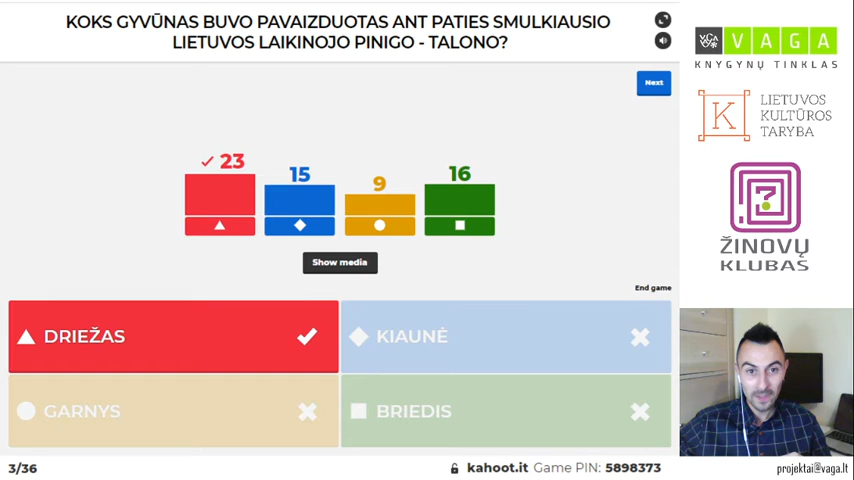 KOKS GYVŪNAS BUVO PAVAIZDUOTAS ANT PATIES SMULKIAUSIO
LIETUVOS LAIKINOJO PINIGO - TALONO?
Next
23
15
9
16
Show media
End game
DRIEŽAS
KIAUNĖ
GARNYS
BRIEDIS
3/36
kahoot.it Game PIN: 5898373
VAGA
KNYGYNŲ TINKLAS
K
LIETUVOS
KULTŪROS
TARYBA
?
ŽINOVŲ
KLUBAS
projektai@vaga.lt